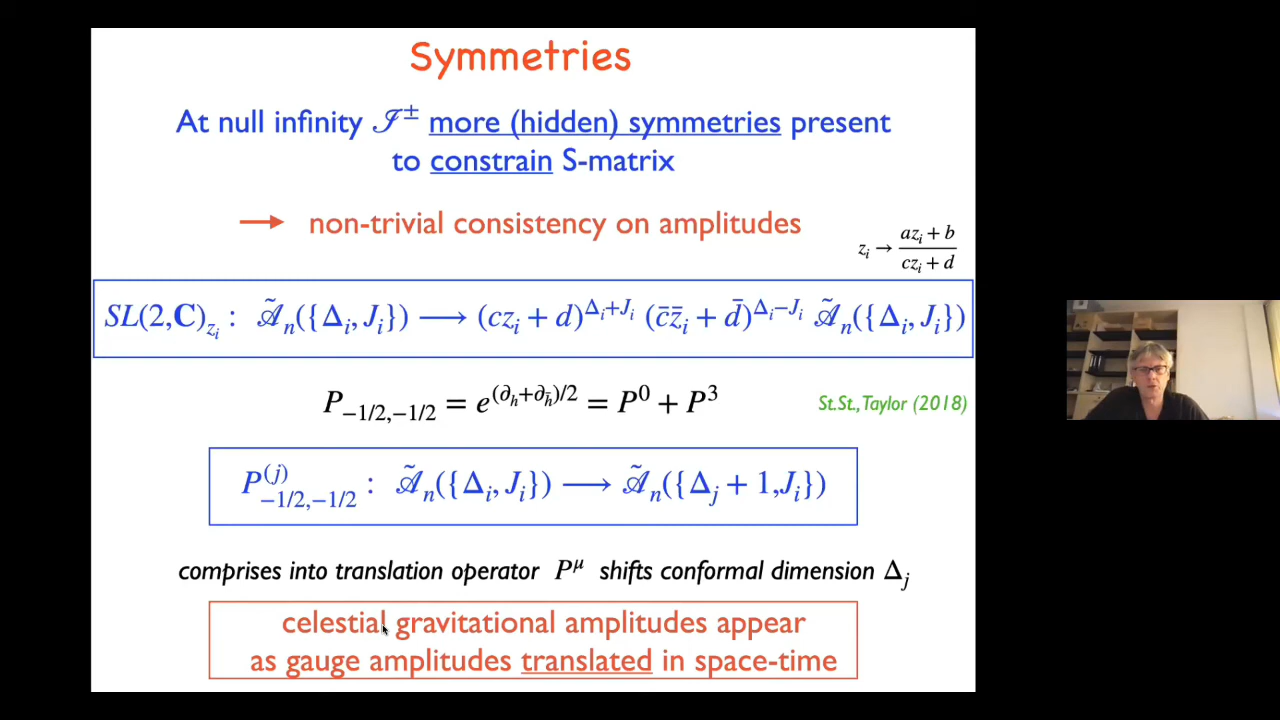 Symmetries
At null infinity ℐ± more (hidden) symmetries present
to constrain S-matrix
→ non-trivial consistency on amplitudes
z_i → (az_i + b)/(cz_i + d)
SL(2,C)_{z_i} : Ã_n({Δ_i, J_i}) ⟶ (cz_i + d)^{Δ_i+J_i} (c̄z̄_i + d̄)^{Δ_i−J_i} Ã_n({Δ_i, J_i})
P_{−1/2,−1/2} = e^{(∂_h+∂_h̄)/2} = P^0 + P^3
St.St., Taylor (2018)
P^{(j)}_{−1/2,−1/2} : Ã_n({Δ_i, J_i}) ⟶ Ã_n({Δ_j + 1, J_i})
comprises into translation operator P^μ shifts conformal dimension Δ_j
celestial gravitational amplitudes appear
as gauge amplitudes translated in space-time